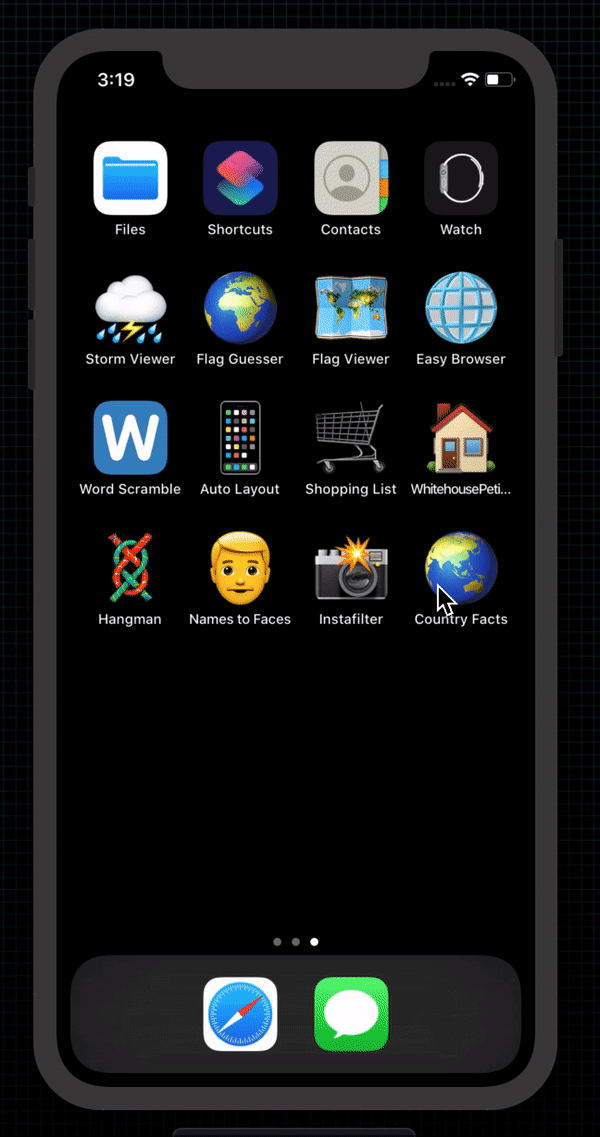 3:19
Files
Shortcuts
Contacts
Watch
Storm Viewer
Flag Guesser
Flag Viewer
Easy Browser
W
Word Scramble
Auto Layout
Shopping List
WhitehousePeti...
Hangman
Names to Faces
Instafilter
Country Facts